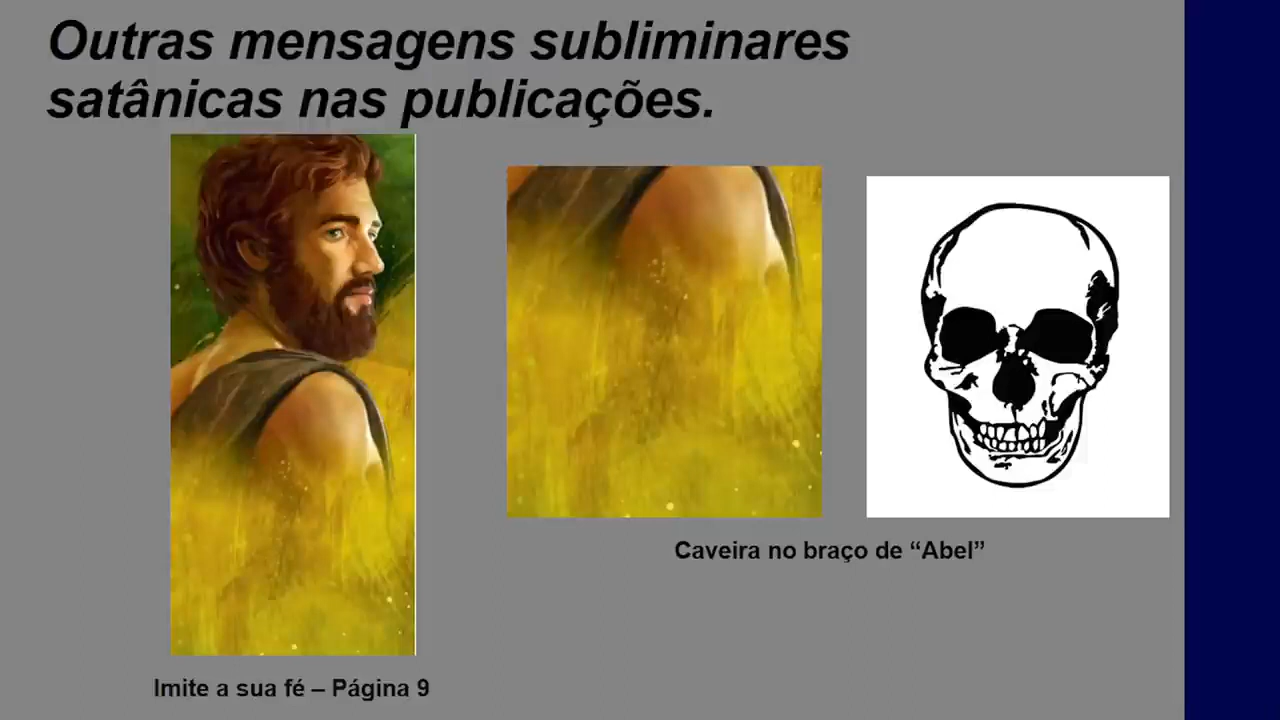 Outras mensagens subliminares
satânicas nas publicações.
Caveira no braço de “Abel”
Imite a sua fé – Página 9